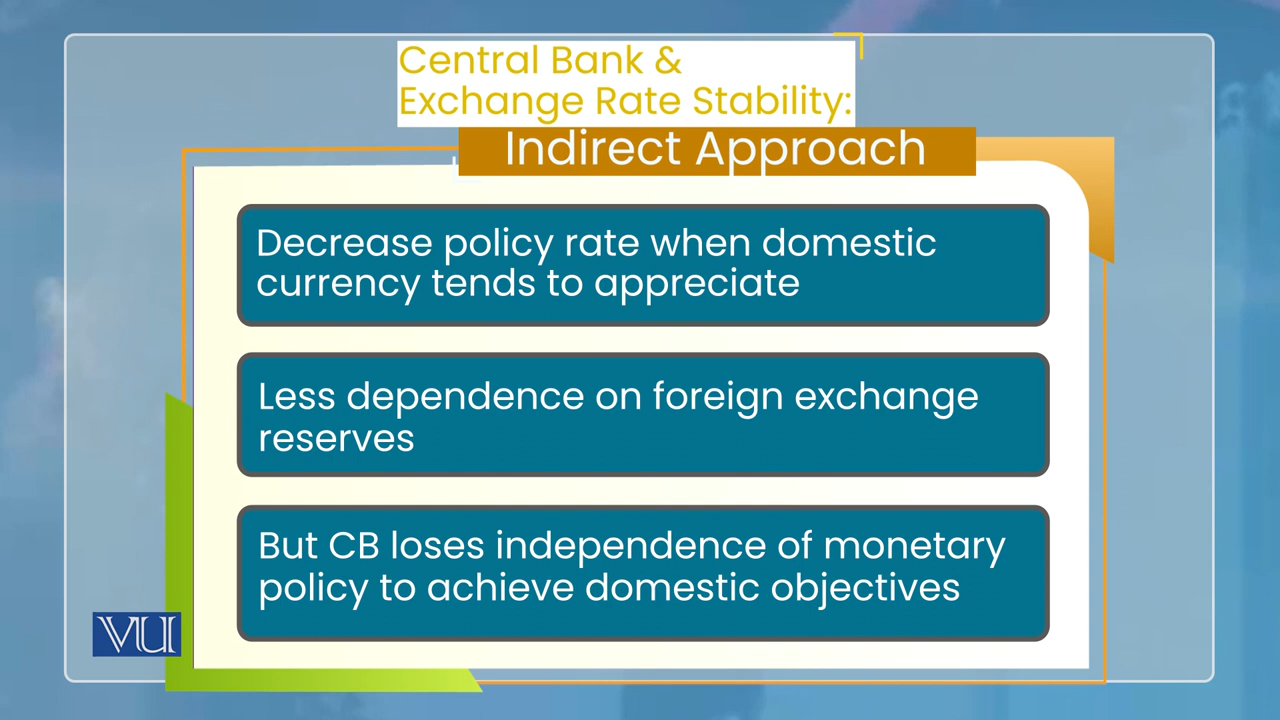 Central Bank &
Exchange Rate Stability:
Indirect Approach
Decrease policy rate when domestic
currency tends to appreciate
Less dependence on foreign exchange
reserves
But CB loses independence of monetary
policy to achieve domestic objectives
VU